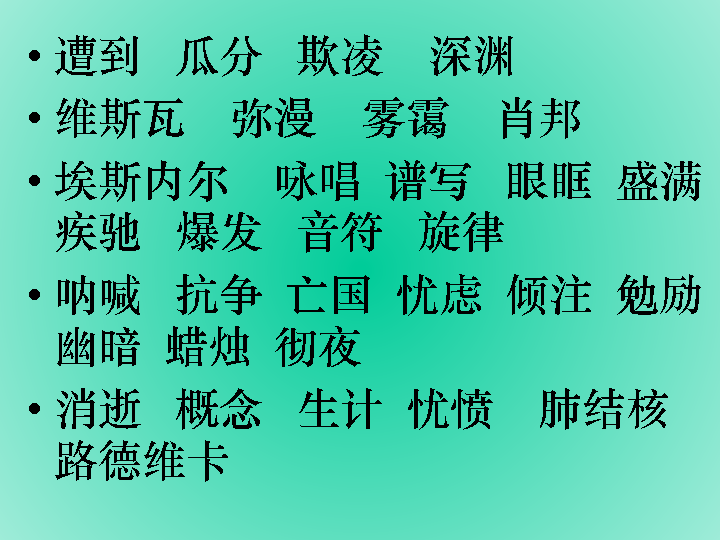 • 遭到 瓜分 欺凌 深渊
• 维斯瓦 弥漫 雾霭 肖邦
• 埃斯内尔 咏唱 谱写 眼眶 盛满
疾驰 爆发 音符 旋律
• 呐喊 抗争 亡国 忧虑 倾注 勉励
幽暗 蜡烛 彻夜
• 消逝 概念 生计 忧愤 肺结核
路德维卡